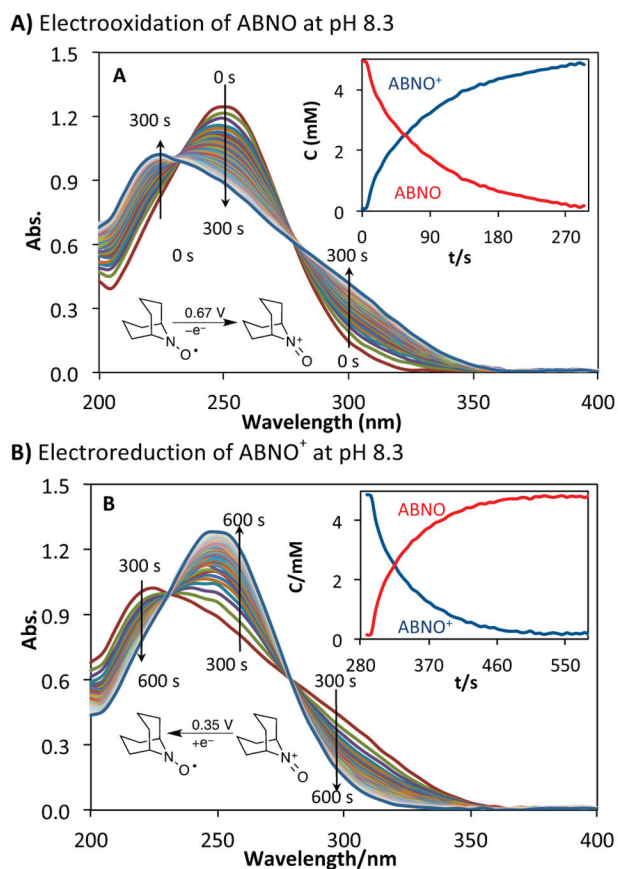 A) Electrooxidation of ABNO at pH 8.3
A
0 s
300 s
300 s
0 s
300 s
0 s
0.67 V
–e⁻
N
O•
N⁺
O
Abs.
1.5
1.2
0.9
0.6
0.3
0.0
200 250 300 350 400
Wavelength (nm)
ABNO⁺
ABNO
C (mM)
4
2
0
0 90 180 270
t/s
B) Electroreduction of ABNO⁺ at pH 8.3
B
600 s
300 s
300 s
600 s
300 s
600 s
0.35 V
+e⁻
N
O•
N⁺
O
Abs.
1.5
1.2
0.9
0.6
0.3
0.0
200 250 300 350 400
Wavelength/nm
ABNO
ABNO⁺
C/mM
4
2
0
280 370 460 550
t/s